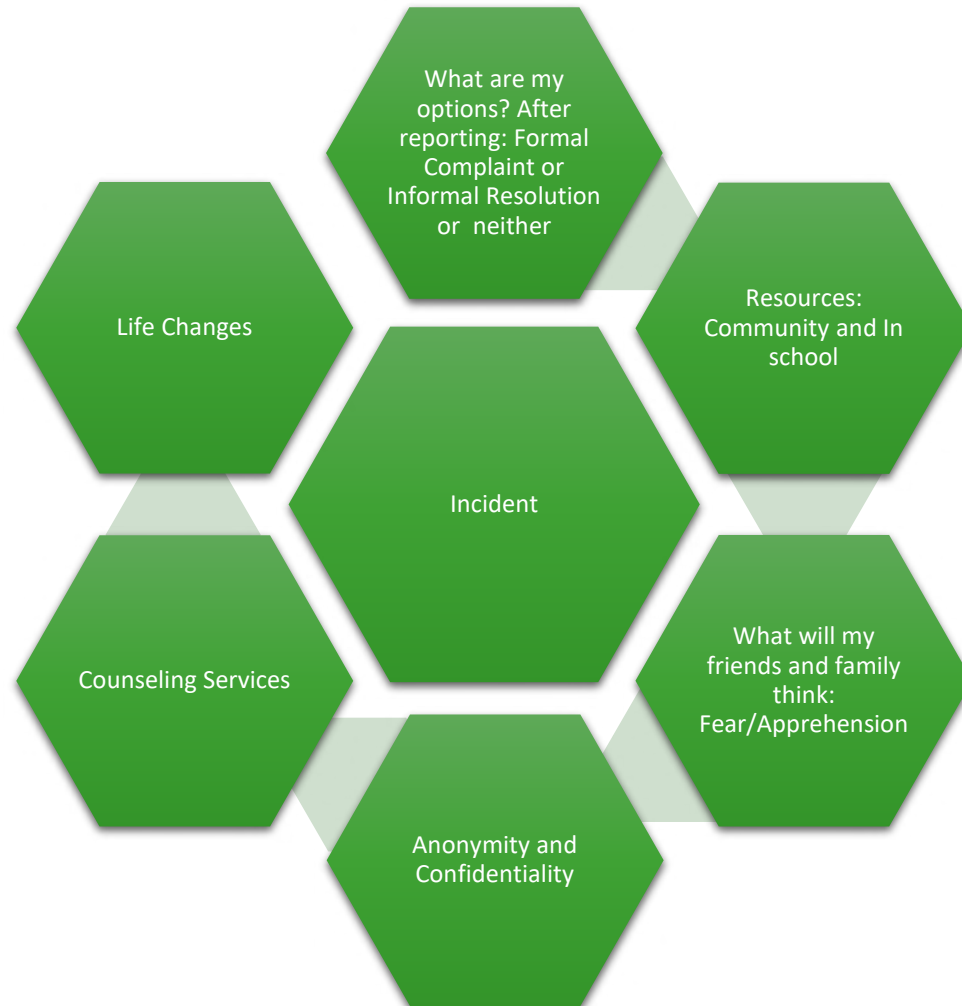 What are my
options? After
reporting: Formal
Complaint or
Informal Resolution
or  neither
Resources:
Community and In
school
What will my
friends and family
think:
Fear/Apprehension
Anonymity and
Confidentiality
Counseling Services
Life Changes
Incident